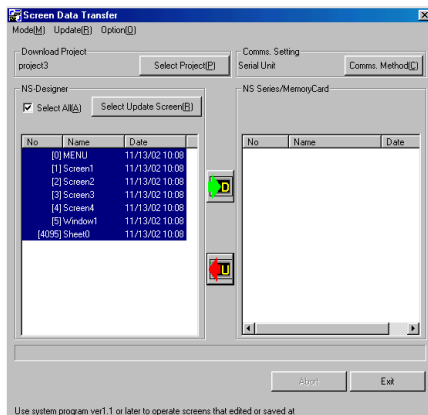 Screen Data Transfer
Mode(M) Update(R) Option(O)
Download Project
project3
Select Project(P)
Comms. Setting
Serial Unit
Comms. Method(C)
NS-Designer
Select All(A)
Select Update Screen(R)
No Name Date
[0] MENU 11/13/02 10:08
[1] Screen1 11/13/02 10:08
[2] Screen2 11/13/02 10:08
[3] Screen3 11/13/02 10:08
[4] Screen4 11/13/02 10:08
[5] Window1 11/13/02 10:08
[4095] Sheet0 11/13/02 10:08
D
U
NS Series/MemoryCard
No Name Date
Abort
Exit
Use system program ver1.1 or later to operate screens that edited or saved at